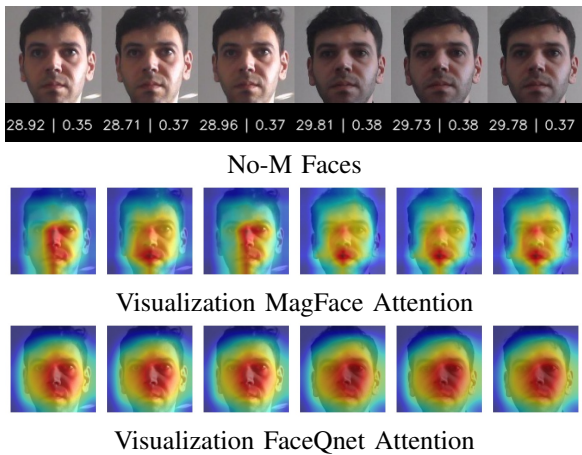 28.92 | 0.35 28.71 | 0.37 28.96 | 0.37 29.81 | 0.38 29.73 | 0.38 29.78 | 0.37
No-M Faces
Visualization MagFace Attention
Visualization FaceQnet Attention